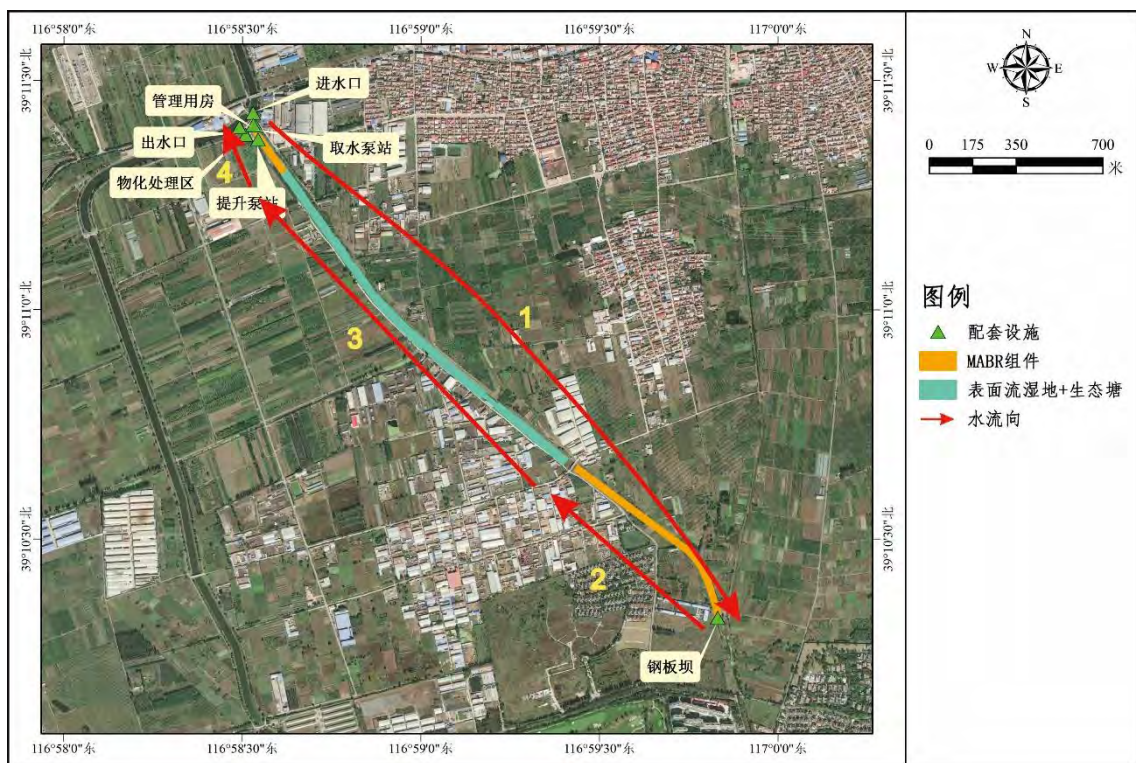 116°58'0"东
116°58'30"东
116°59'0"东
116°59'30"东
117°0'0"东
39°11'30"北
39°11'30"北
进水口
管理用房
出水口
取水泵站
物化处理区
提升泵站
4
1
3
2
39°11'0"北
39°11'0"北
39°10'30"北
39°10'30"北
钢板坝
116°58'0"东
116°58'30"东
116°59'0"东
116°59'30"东
117°0'0"东
N
W
E
S
0
175
350
700
米
图例
配套设施
MABR组件
表面流湿地+生态塘
水流向